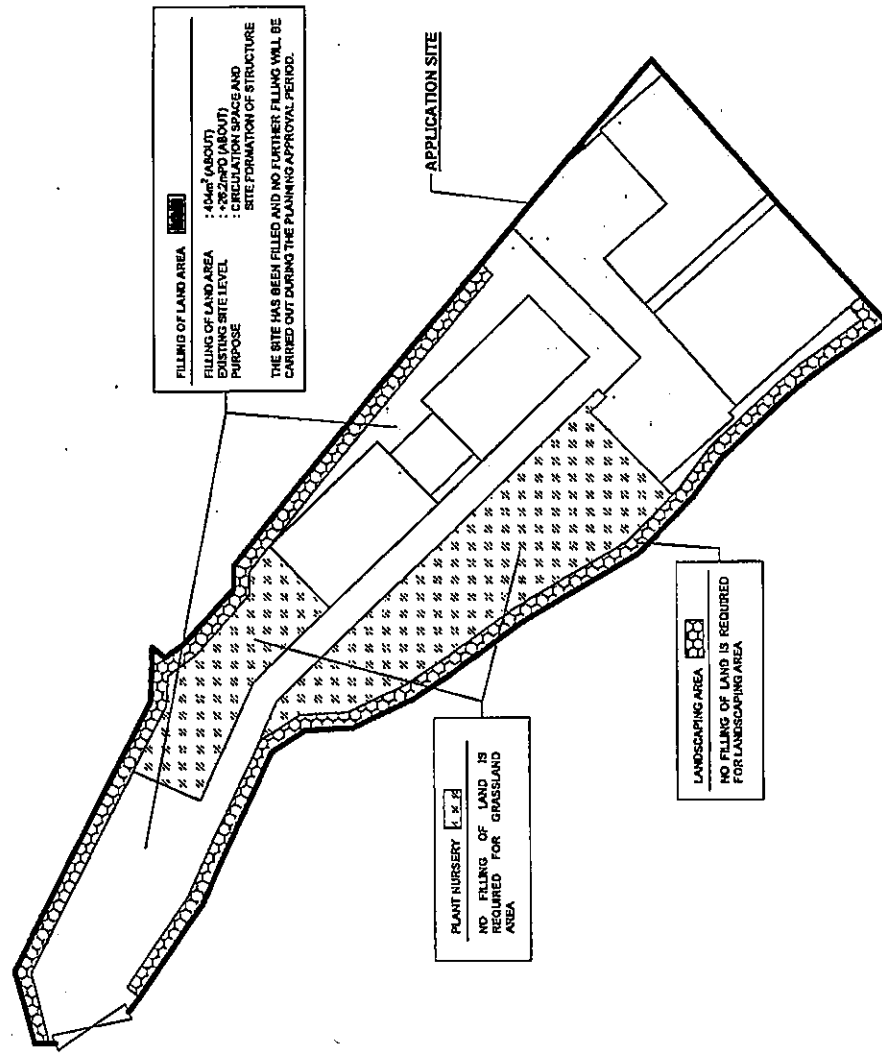 FILLING OF LAND AREA
FILLING OF LAND AREA : 404m² (ABOUT)
EXISTING SITE LEVEL : +26.2mPD (ABOUT)
PURPOSE : CIRCULATION SPACE AND
SITE FORMATION OF STRUCTURE
THE SITE HAS BEEN FILLED AND NO FURTHER FILLING WILL BE
CARRIED OUT DURING THE PLANNING APPROVAL PERIOD.
APPLICATION SITE
PLANT NURSERY
NO FILLING OF LAND IS
REQUIRED FOR GRASSLAND
AREA
LANDSCAPING AREA
NO FILLING OF LAND IS REQUIRED
FOR LANDSCAPING AREA